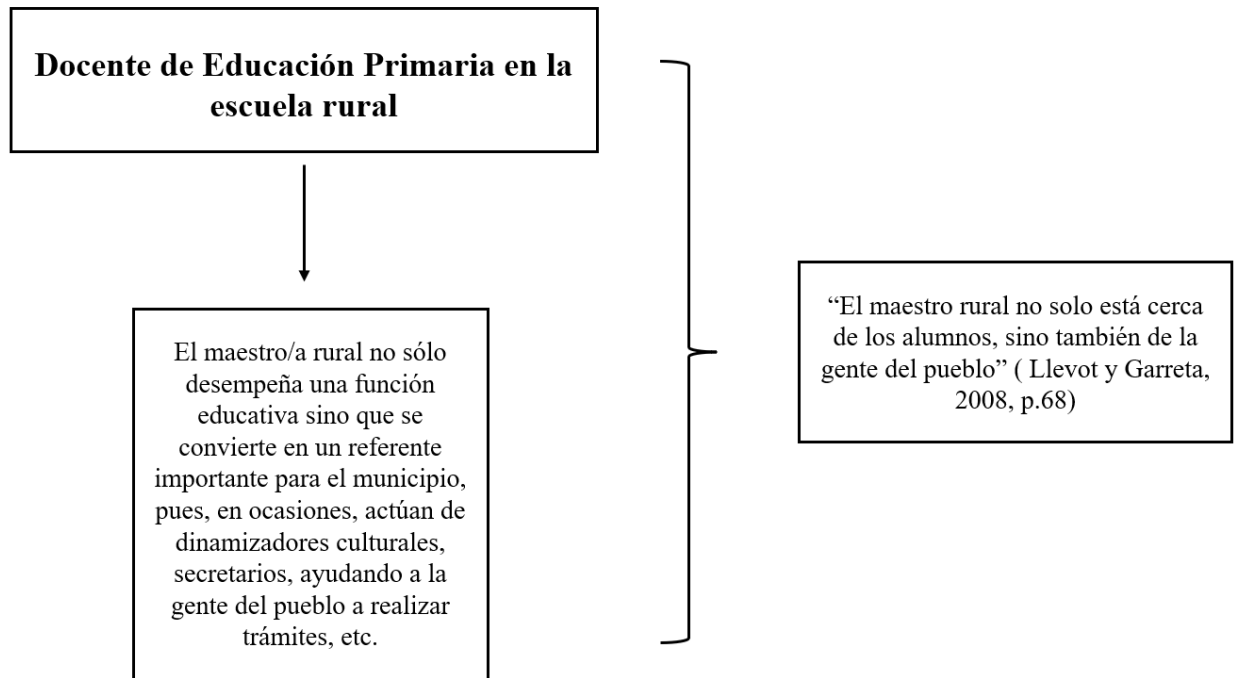 Docente de Educación Primaria en la
escuela rural
El maestro/a rural no sólo
desempeña una función
educativa sino que se
convierte en un referente
importante para el municipio,
pues, en ocasiones, actúan de
dinamizadores culturales,
secretarios, ayudando a la
gente del pueblo a realizar
trámites, etc.
“El maestro rural no solo está cerca
de los alumnos, sino también de la
gente del pueblo” ( Llevot y Garreta,
2008, p.68)